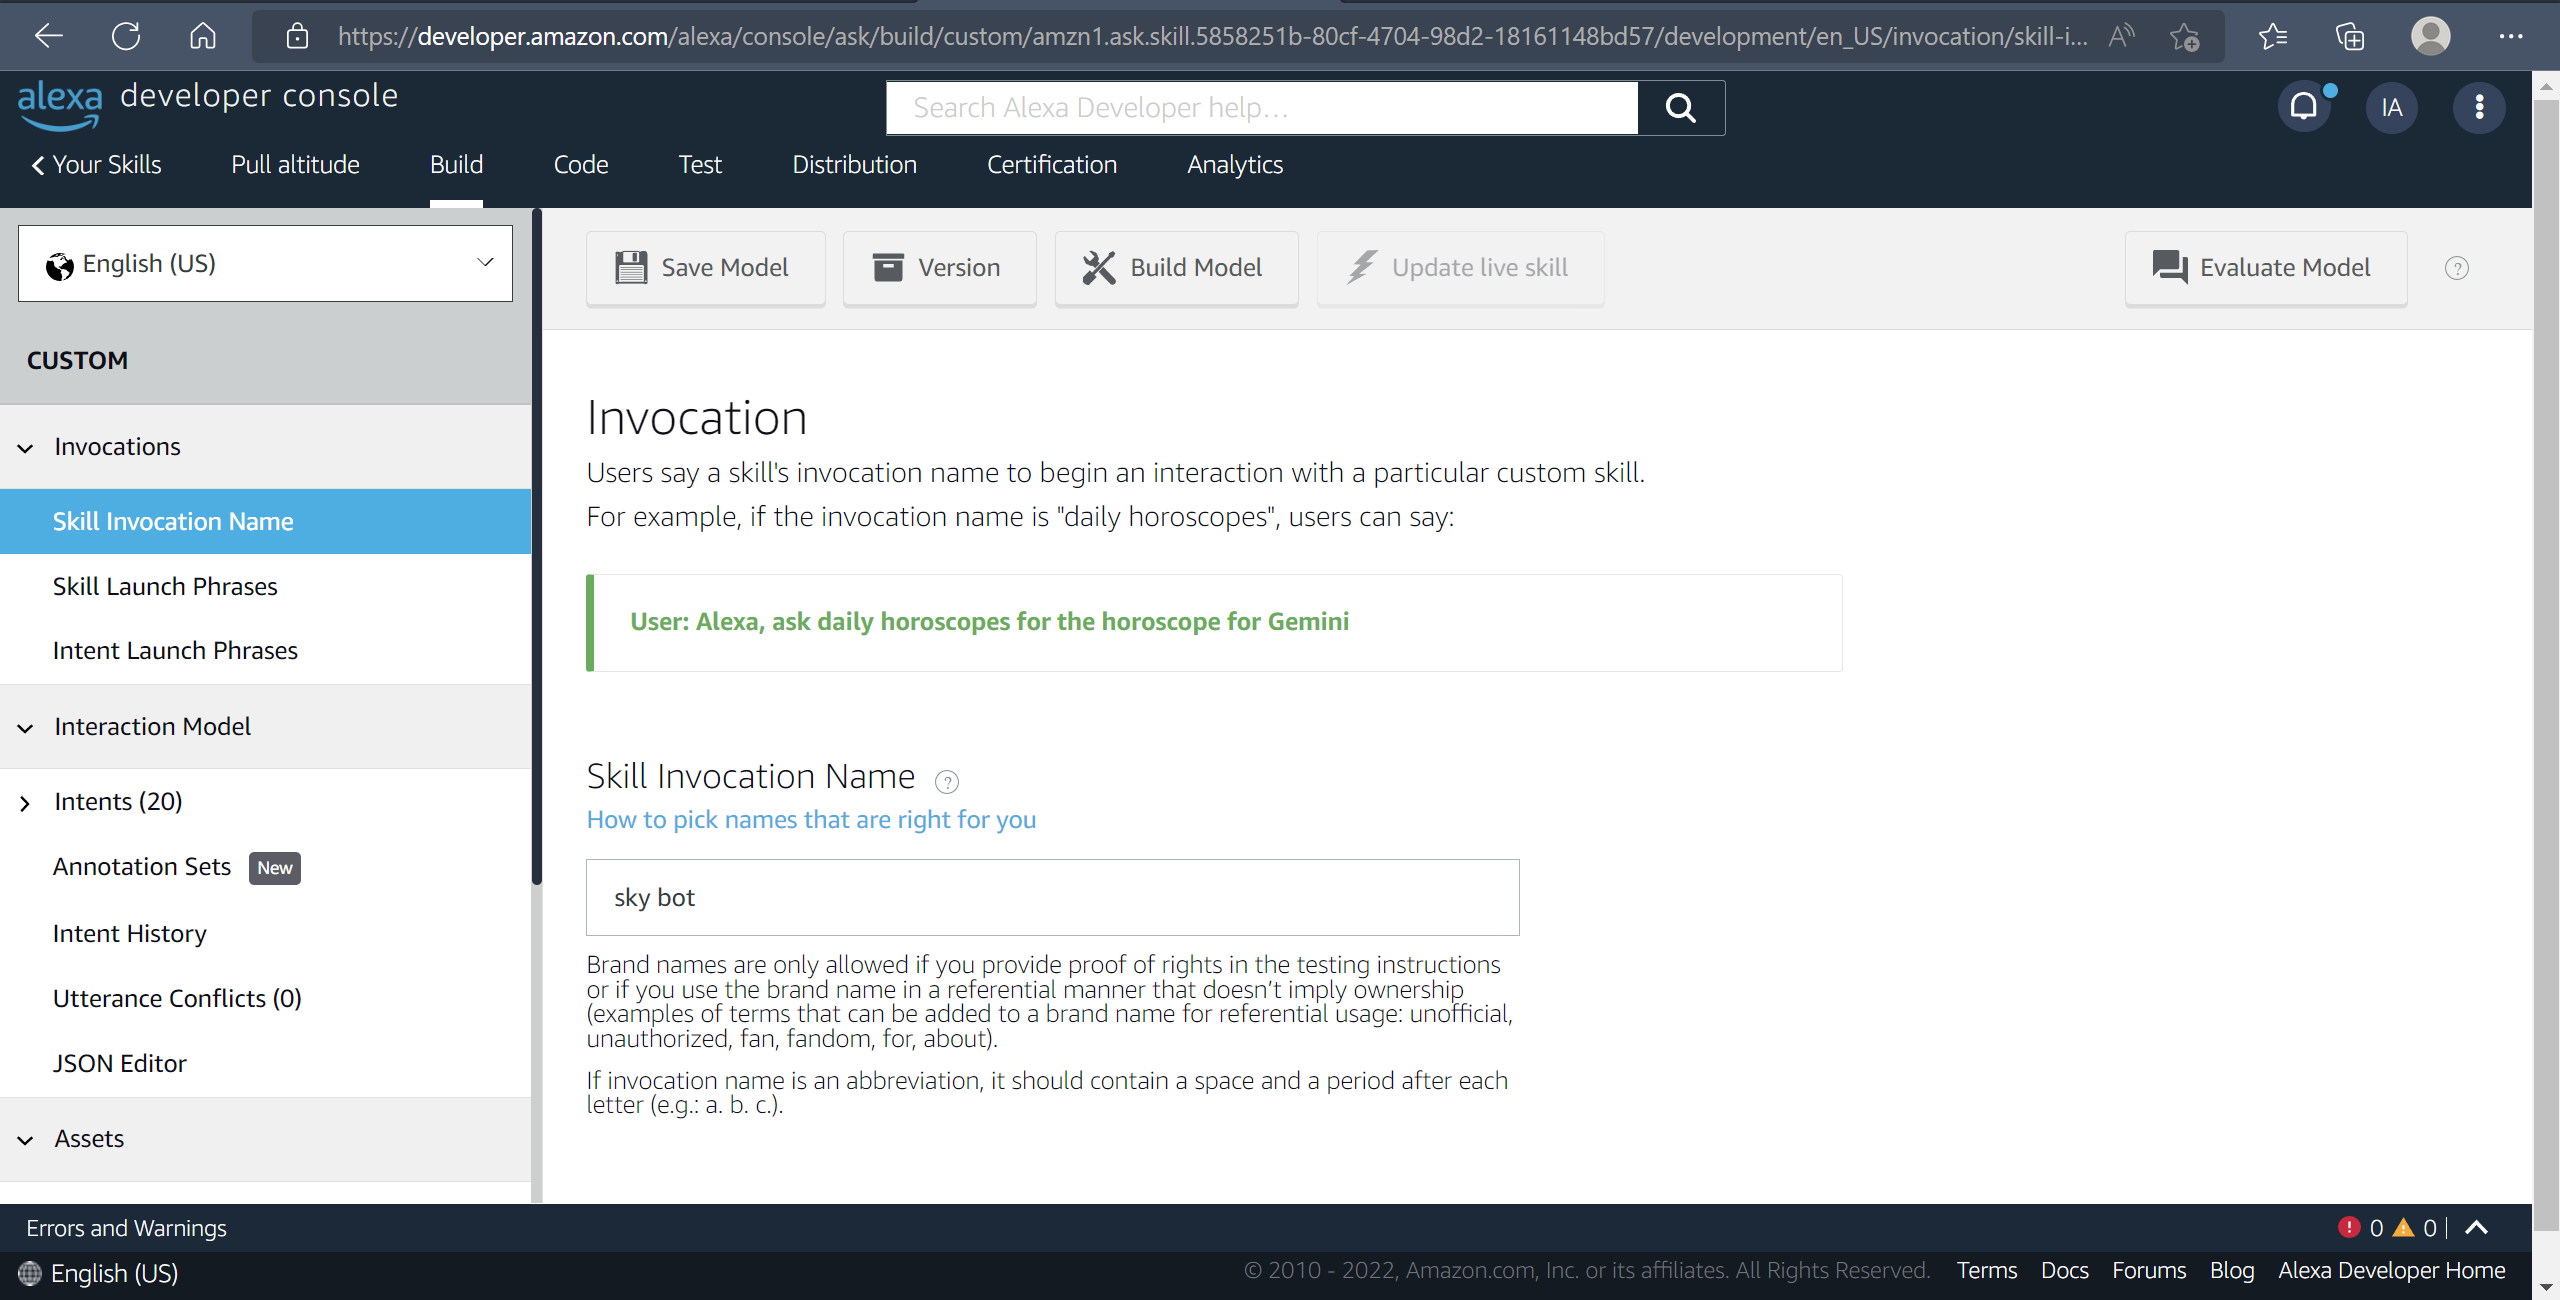 https://developer.amazon.com/alexa/console/ask/build/custom/amzn1.ask.skill.5858251b-80cf-4704-98d2-18161148bd57/development/en_US/invocation/skill-i...
alexa developer console
Search Alexa Developer help...
IA
Your Skills
Pull altitude
Build
Code
Test
Distribution
Certification
Analytics
English (US)
Save Model
Version
Build Model
Update live skill
Evaluate Model
?
CUSTOM
Invocations
Skill Invocation Name
Skill Launch Phrases
Intent Launch Phrases
Interaction Model
Intents (20)
Annotation Sets New
Intent History
Utterance Conflicts (0)
JSON Editor
Assets
Invocation
Users say a skill's invocation name to begin an interaction with a particular custom skill.
For example, if the invocation name is "daily horoscopes", users can say:
User: Alexa, ask daily horoscopes for the horoscope for Gemini
Skill Invocation Name ?
How to pick names that are right for you
sky bot
Brand names are only allowed if you provide proof of rights in the testing instructions
or if you use the brand name in a referential manner that doesn't imply ownership
(examples of terms that can be added to a brand name for referential usage: unofficial,
unauthorized, fan, fandom, for, about).
If invocation name is an abbreviation, it should contain a space and a period after each
letter (e.g.: a. b. c.).
Errors and Warnings
0 0
English (US)
© 2010 - 2022, Amazon.com, Inc. or its affiliates. All Rights Reserved.
Terms
Docs
Forums
Blog
Alexa Developer Home